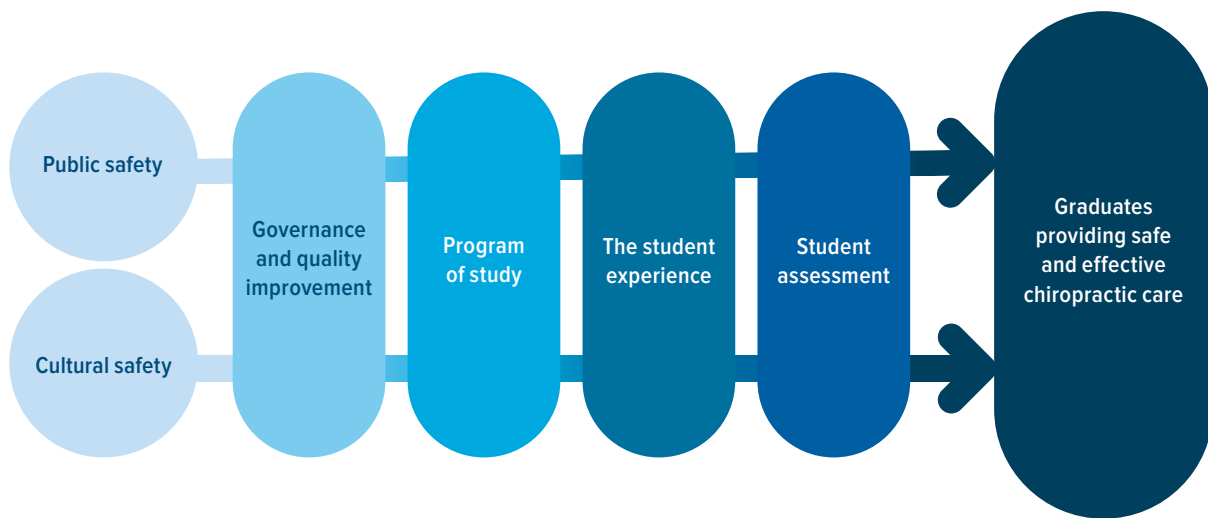 Public safety
Cultural safety
Governance
and quality
improvement
Program
of study
The student
experience
Student
assessment
Graduates
providing safe
and effective
chiropractic care